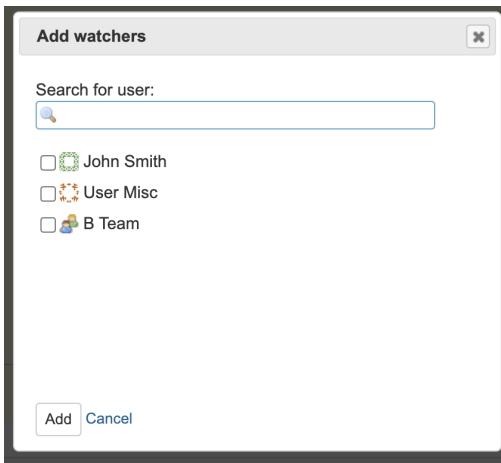 Add watchers
Search for user:
John Smith
User Misc
B Team
Add Cancel